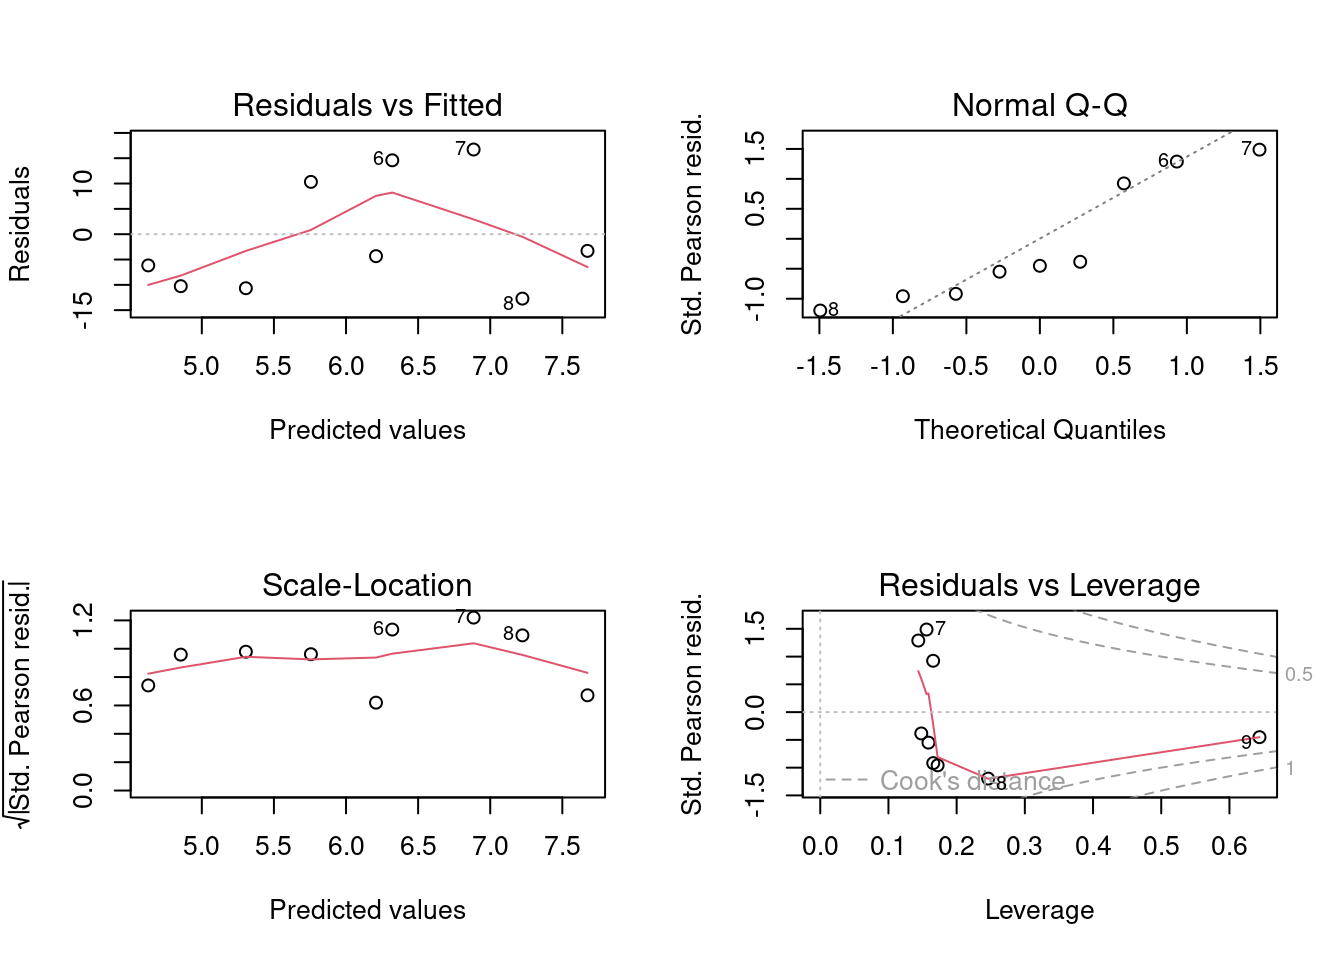 Residuals vs Fitted
Residuals
-15 0 10
6
7
8
5.0 5.5 6.0 6.5 7.0 7.5
Predicted values
Normal Q-Q
Std. Pearson resid.
-1.0 0.5 1.5
6
7
8
-1.5 -1.0 -0.5 0.0 0.5 1.0 1.5
Theoretical Quantiles
Scale-Location
√|Std. Pearson resid.|
0.0 0.6 1.2
6
7
8
5.0 5.5 6.0 6.5 7.0 7.5
Predicted values
Residuals vs Leverage
Std. Pearson resid.
-1.5 0.0 1.5
7
0.5
9
1
8
Cook's distance
0.0 0.1 0.2 0.3 0.4 0.5 0.6
Leverage